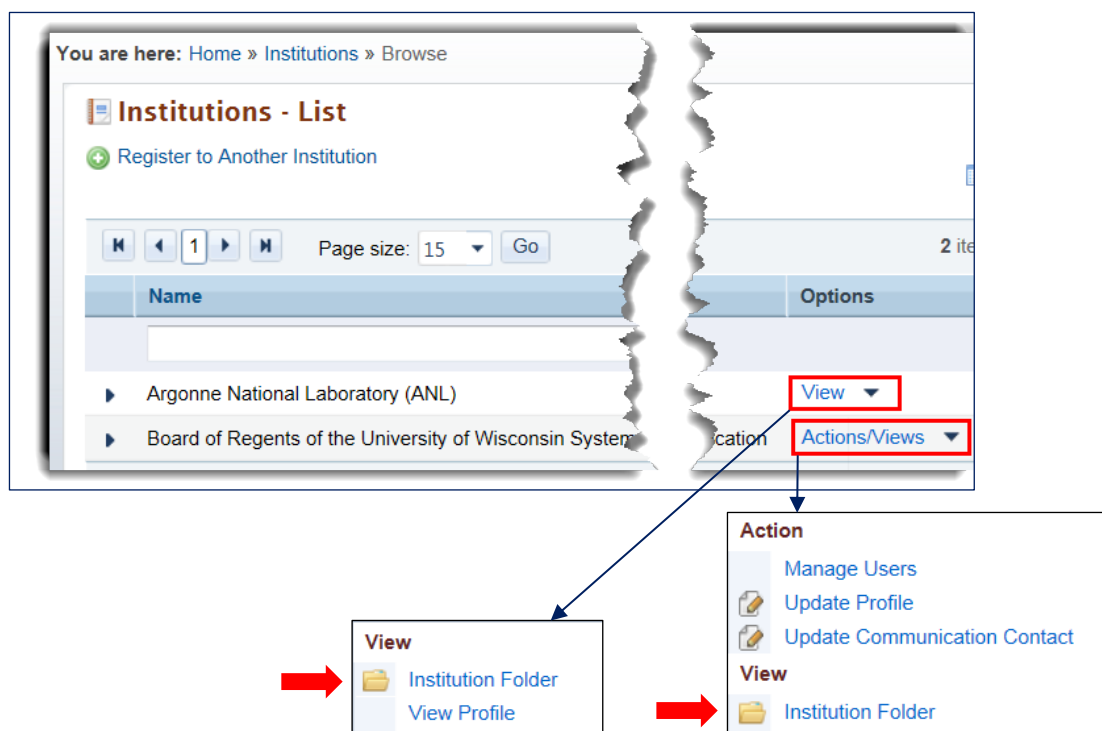 You are here: Home » Institutions » Browse
Institutions - List
Register to Another Institution
1 Page size: 15 Go 2
Name Options
Argonne National Laboratory (ANL) View
Board of Regents of the University of Wisconsin System Actions/Views
Action
Manage Users
Update Profile
Update Communication Contact
View
Institution Folder
View
Institution Folder
View Profile